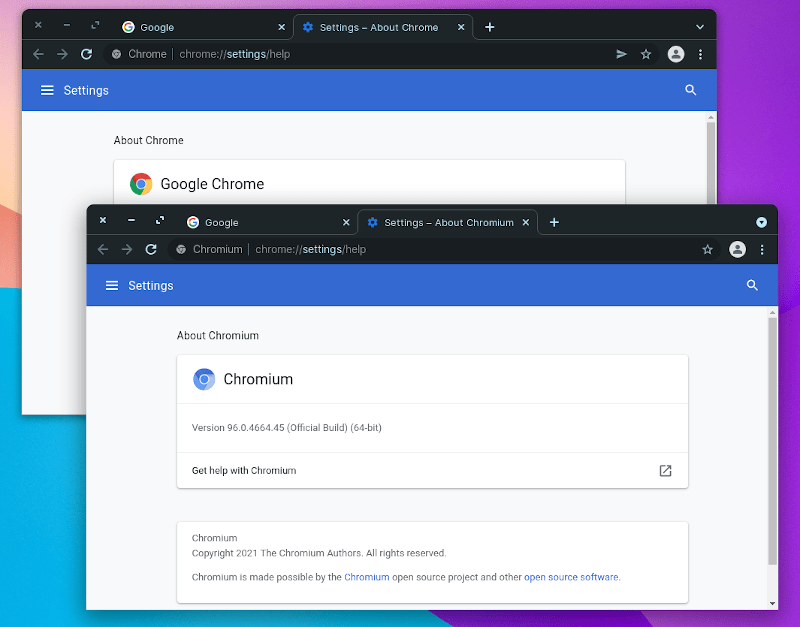 Google
Settings – About Chrome
Chrome
chrome://settings/help
Settings
About Chrome
Google Chrome
Google
Settings – About Chromium
Chromium
chrome://settings/help
Settings
About Chromium
Chromium
Version 96.0.4664.45 (Official Build) (64-bit)
Get help with Chromium
Chromium
Copyright 2021 The Chromium Authors. All rights reserved.
Chromium is made possible by the Chromium open source project and other open source software.